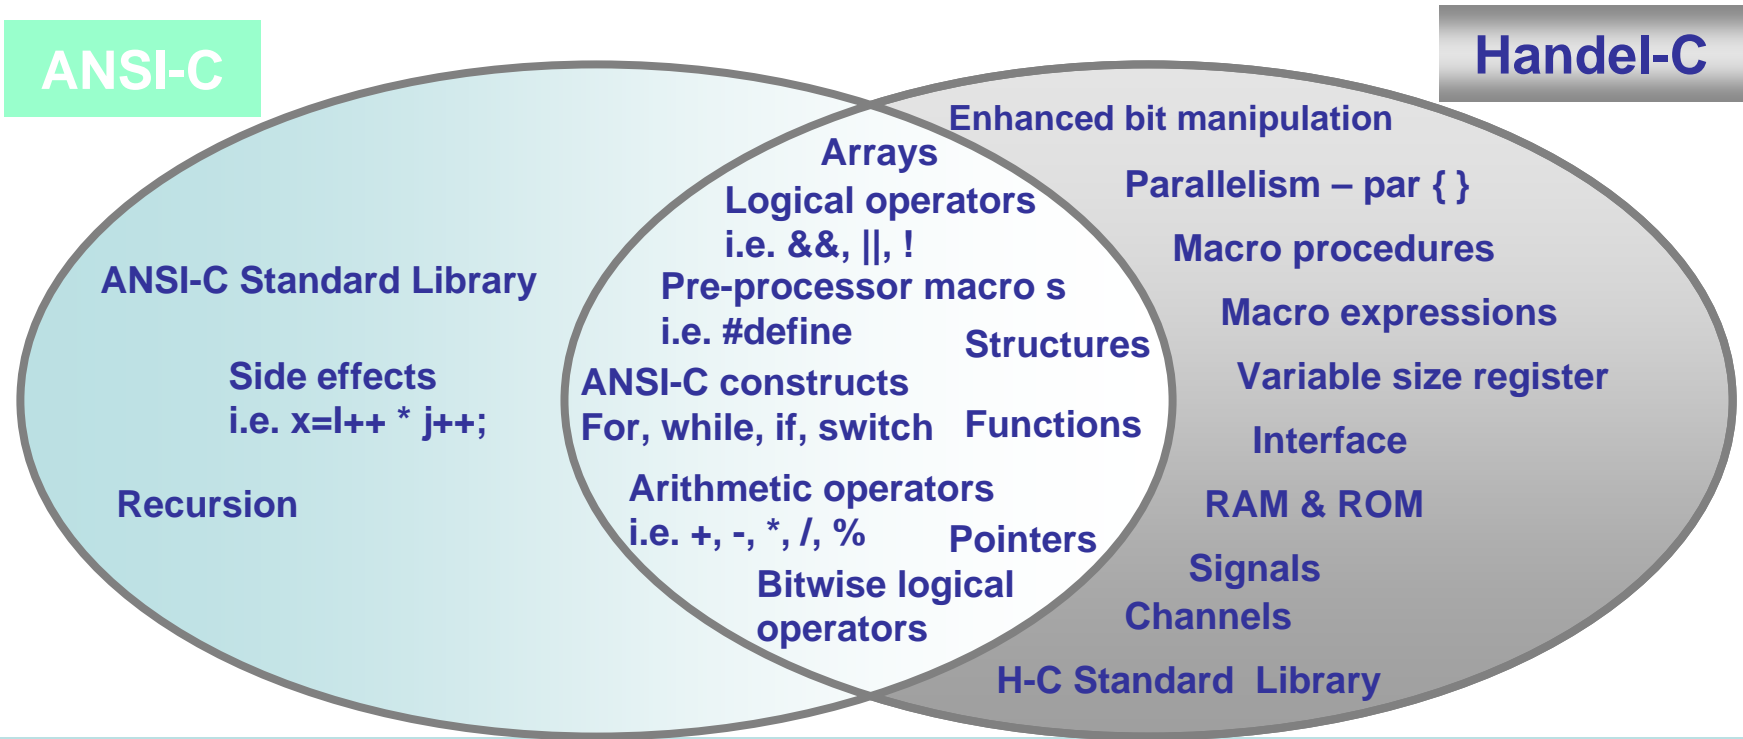 ANSI-C
Handel-C
ANSI-C Standard Library
Side effects
i.e. x=I++ * j++;
Recursion
Arrays
Logical operators
i.e. &&, ||, !
Pre-processor macro s
i.e. #define
Structures
ANSI-C constructs
For, while, if, switch
Functions
Arithmetic operators
i.e. +, -, *, /, %
Pointers
Bitwise logical
operators
Enhanced bit manipulation
Parallelism – par { }
Macro procedures
Macro expressions
Variable size register
Interface
RAM & ROM
Signals
Channels
H-C Standard  Library